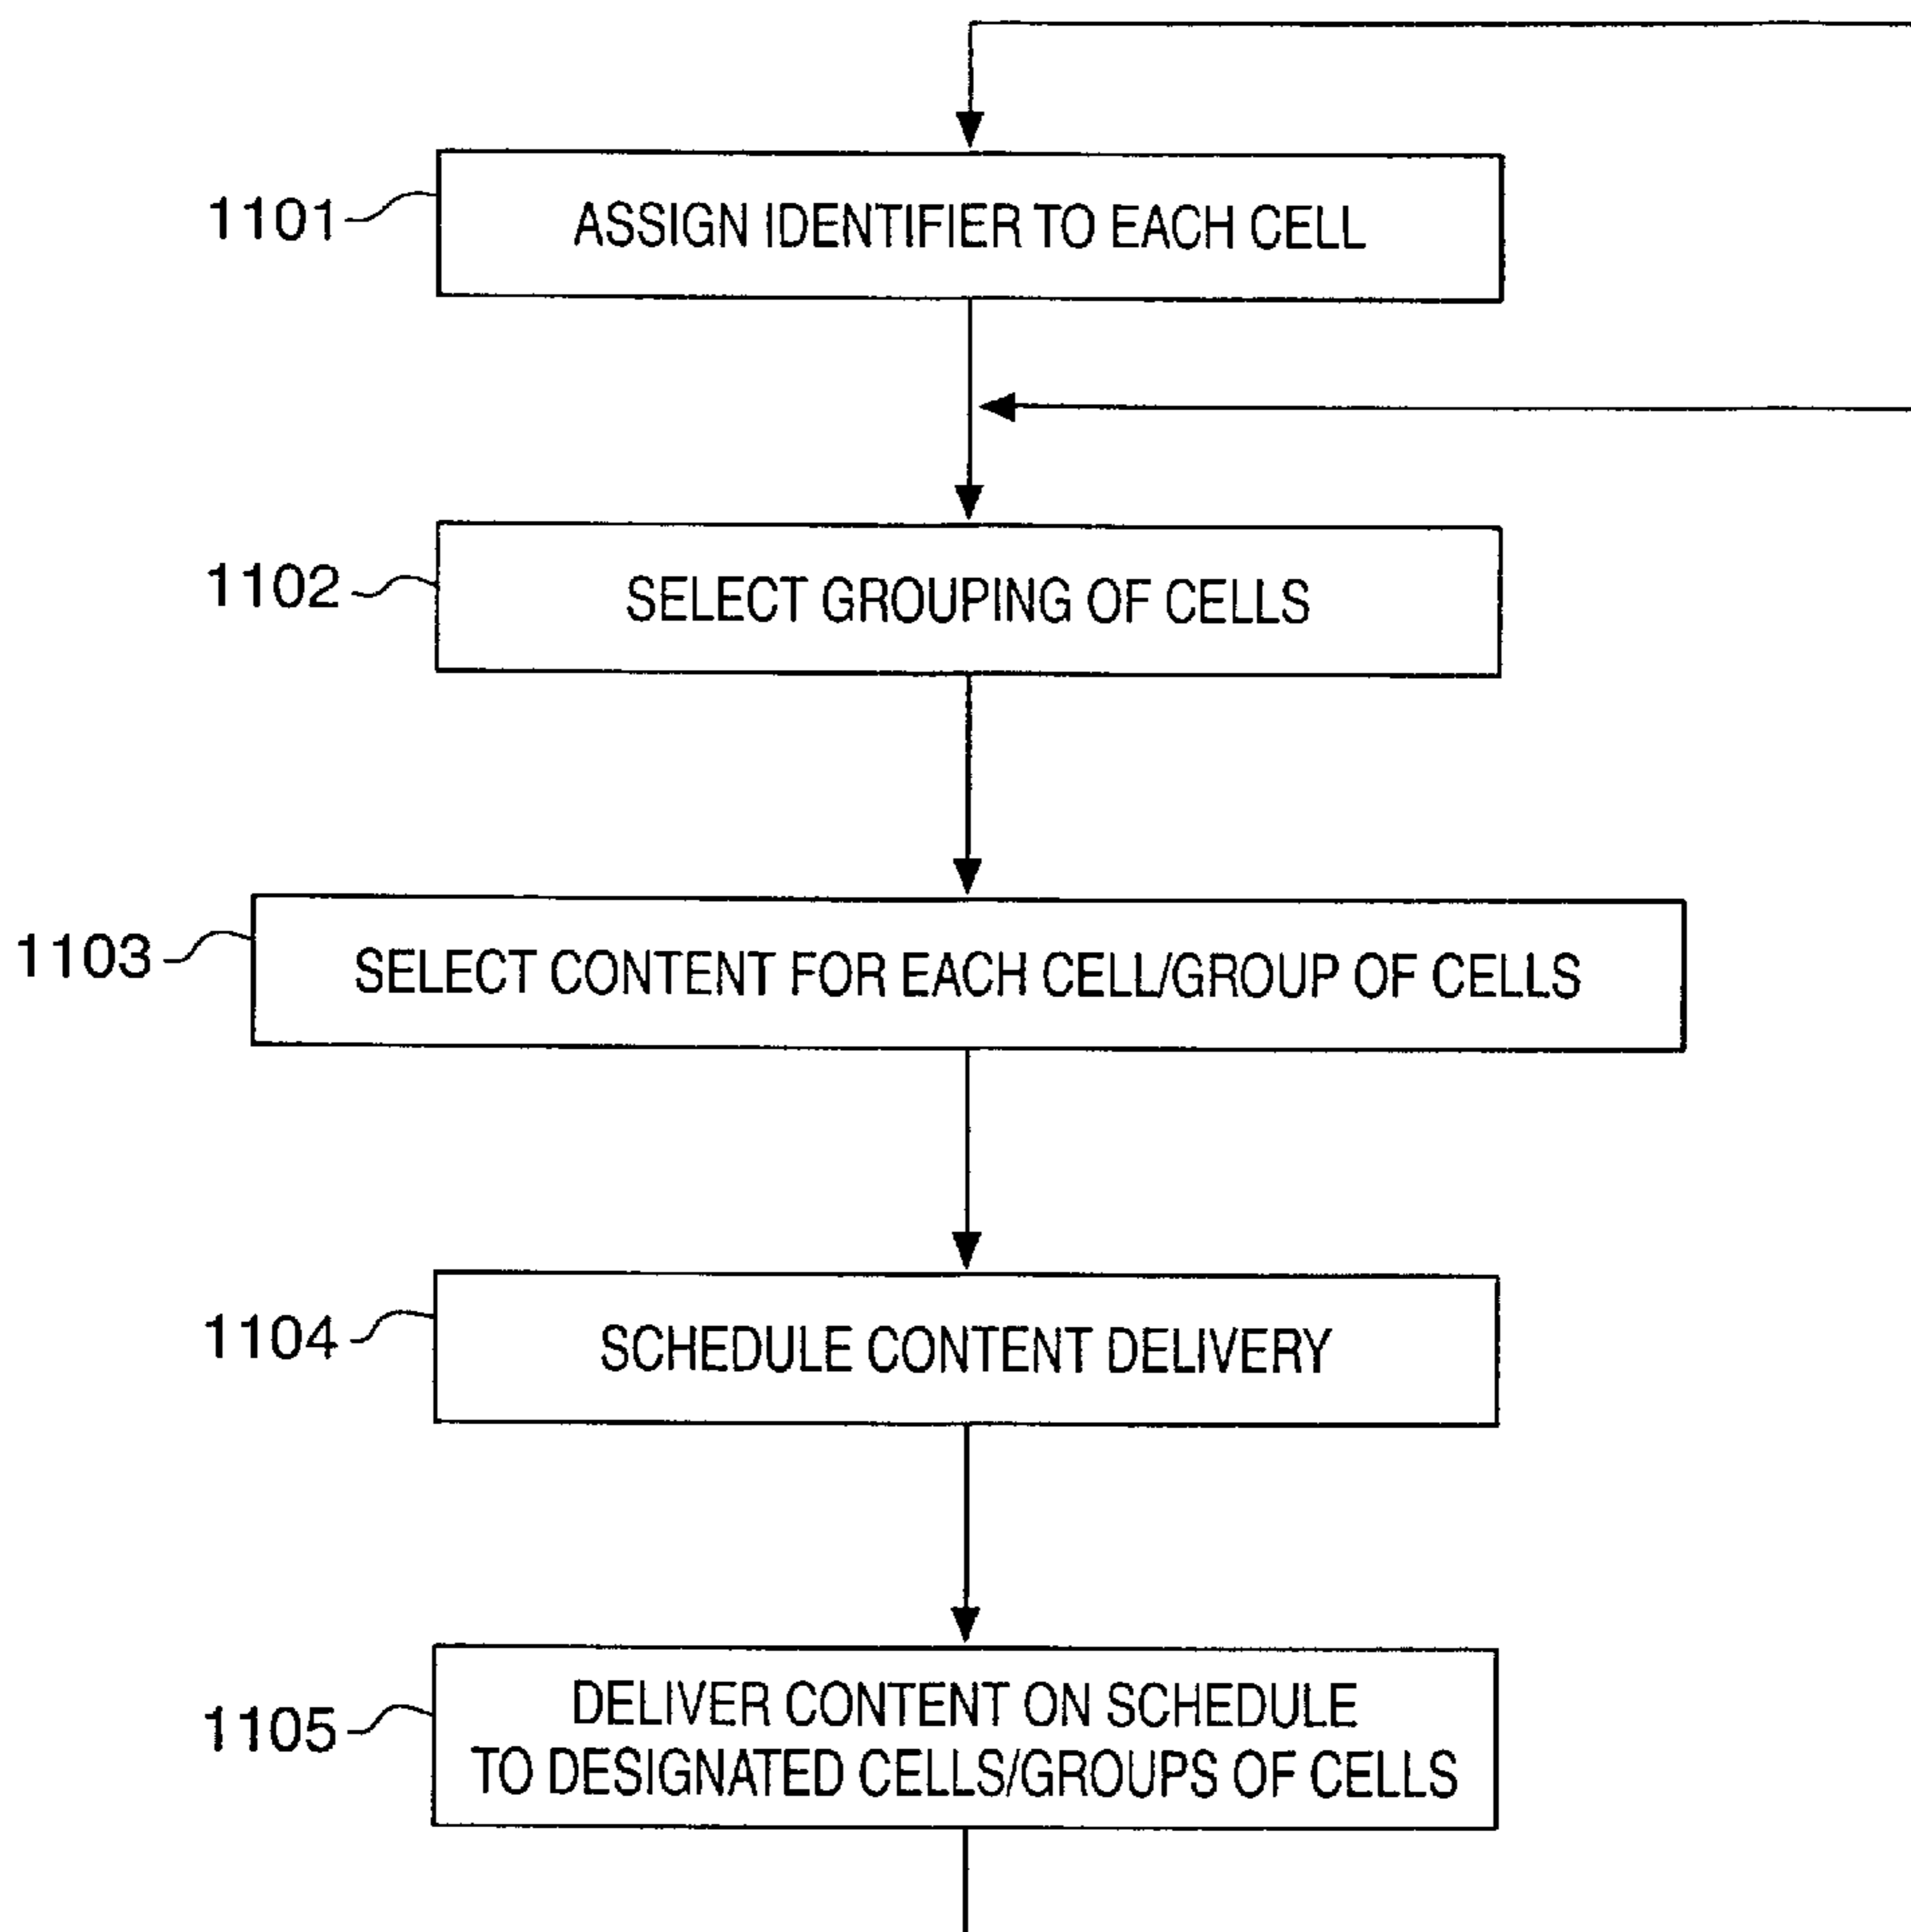 1101
ASSIGN IDENTIFIER TO EACH CELL
1102
SELECT GROUPING OF CELLS
1103
SELECT CONTENT FOR EACH CELL/GROUP OF CELLS
1104
SCHEDULE CONTENT DELIVERY
1105
DELIVER CONTENT ON SCHEDULE
TO DESIGNATED CELLS/GROUPS OF CELLS